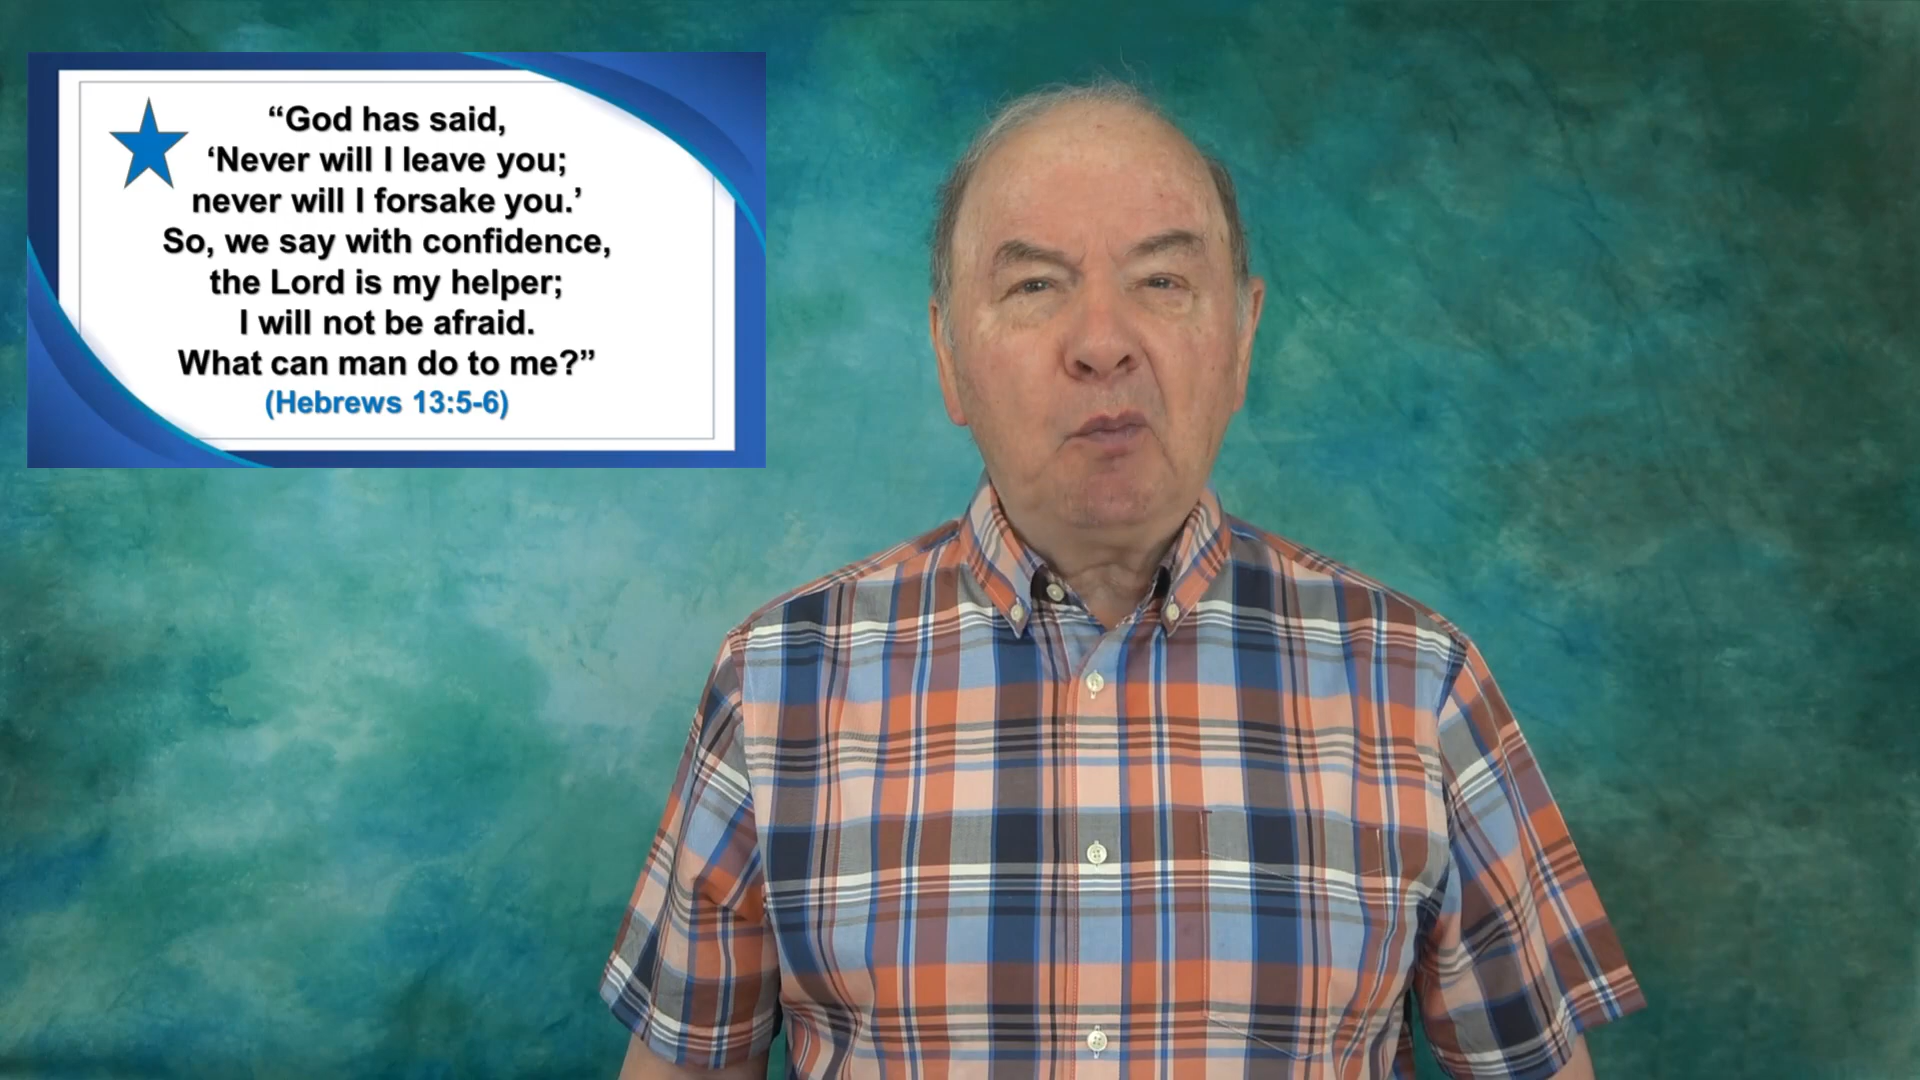 “God has said,
‘Never will I leave you;
never will I forsake you.’
So, we say with confidence,
the Lord is my helper;
I will not be afraid.
What can man do to me?”
(Hebrews 13:5-6)